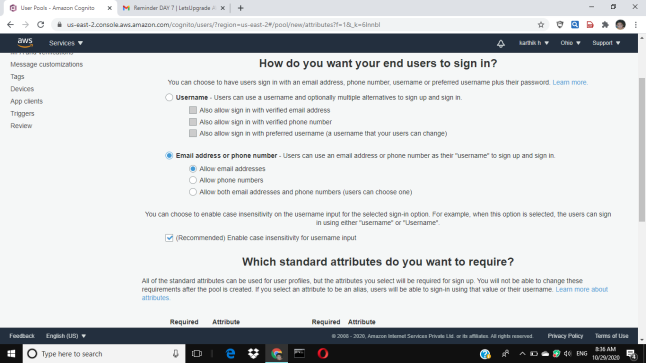 User Pools - Amazon Cognito
Reminder DAY 7 | LetsUpgrade A
us-east-2.console.aws.amazon.com/cognito/users/?region=us-east-2#/pool/new/attributes?f=1&_k=6lnnbl
aws
Services
karthik h
Ohio
Support
Message customizations
Tags
Devices
App clients
Triggers
Review
How do you want your end users to sign in?
You can choose to have users sign in with an email address, phone number, username or preferred username plus their password. Learn more.
Username - Users can use a username and optionally multiple alternatives to sign up and sign in.
Also allow sign in with verified email address
Also allow sign in with verified phone number
Also allow sign in with preferred username (a username that your users can change)
Email address or phone number - Users can use an email address or phone number as their "username" to sign up and sign in.
Allow email addresses
Allow phone numbers
Allow both email addresses and phone numbers (users can choose one)
You can choose to enable case insensitivity on the username input for the selected sign-in option. For example, when this option is selected, the users can sign
in using either "username" or "Username".
(Recommended) Enable case insensitivity for username input
Which standard attributes do you want to require?
All of the standard attributes can be used for user profiles, but the attributes you select will be required for sign up. You will not be able to change these
requirements after the pool is created. If you select an attribute to be an alias, users will be able to sign-in using that value or their username. Learn more about
attributes.
Required Attribute Required Attribute
Feedback English (US)
© 2008 - 2020, Amazon Internet Services Private Ltd. or its affiliates. All rights reserved. Privacy Policy Terms of Use
Type here to search
ENG
8:36 AM
10/29/2020